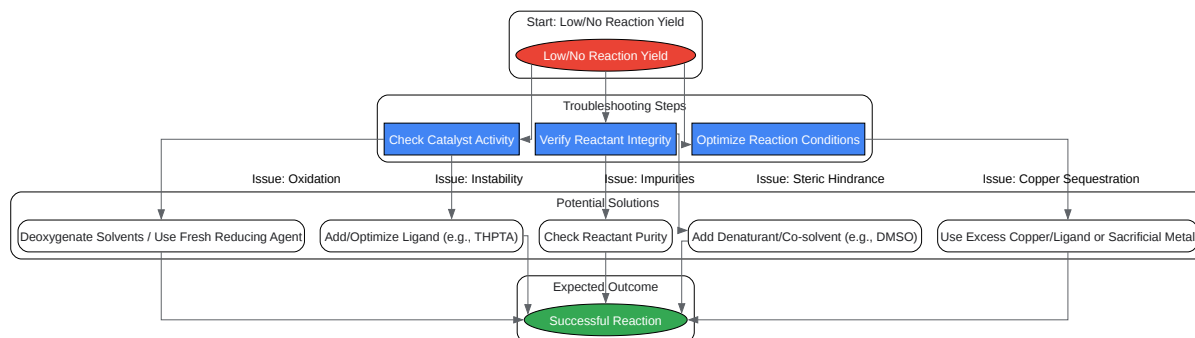 Start: Low/No Reaction Yield
Low/No Reaction Yield
Troubleshooting Steps
Check Catalyst Activity
Verify Reactant Integrity
Optimize Reaction Conditions
Issue: Oxidation
Issue: Instability
Issue: Impurities
Issue: Steric Hindrance
Issue: Copper Sequestration
Potential Solutions
Deoxygenate Solvents / Use Fresh Reducing Agent
Add/Optimize Ligand (e.g., THPTA)
Check Reactant Purity
Add Denaturant/Co-solvent (e.g., DMSO)
Use Excess Copper/Ligand or Sacrificial Metal
Expected Outcome
Successful Reaction